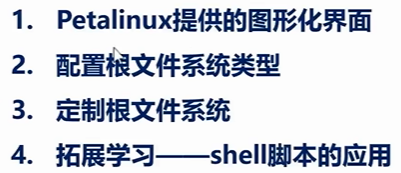 1. Petalinux提供的图形化界面
2. 配置根文件系统类型
3. 定制根文件系统
4. 拓展学习——shell脚本的应用